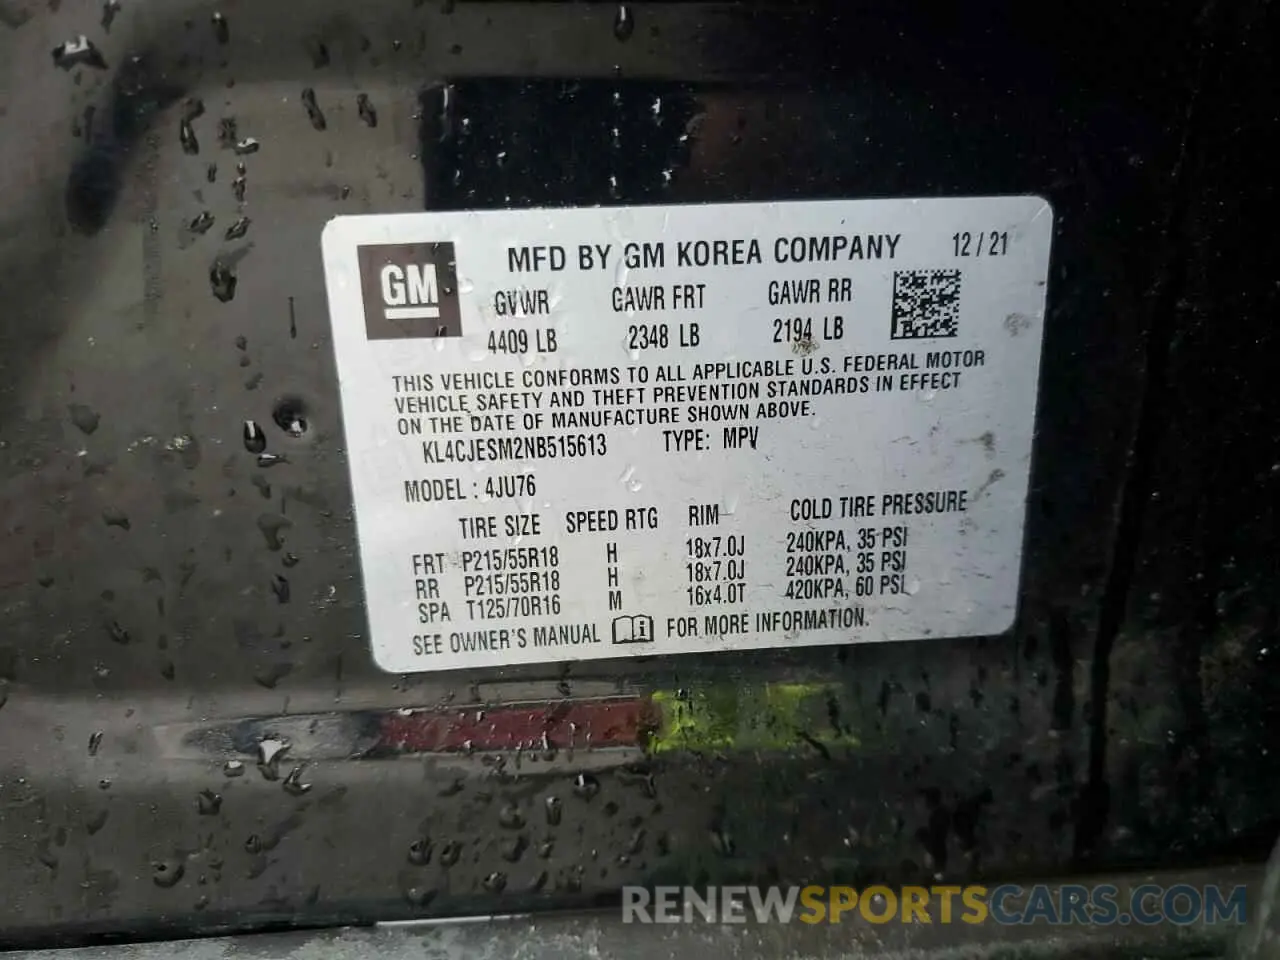 GM
MFD BY GM KOREA COMPANY 12/21
GVWR GAWR FRT GAWR RR
4409 LB 2348 LB 2194 LB
THIS VEHICLE CONFORMS TO ALL APPLICABLE U.S. FEDERAL MOTOR
VEHICLE SAFETY AND THEFT PREVENTION STANDARDS IN EFFECT
ON THE DATE OF MANUFACTURE SHOWN ABOVE.
KL4CJESM2NB515613 TYPE: MPV
MODEL: 4JU76
TIRE SIZE SPEED RTG RIM COLD TIRE PRESSURE
FRT P215/55R18 H 18x7.0J 240KPA, 35 PSI
RR P215/55R18 H 18x7.0J 240KPA, 35 PSI
SPA T125/70R16 M 16x4.0T 420KPA, 60 PSI
SEE OWNER'S MANUAL FOR MORE INFORMATION.
RENEWSPORTSCARS.COM